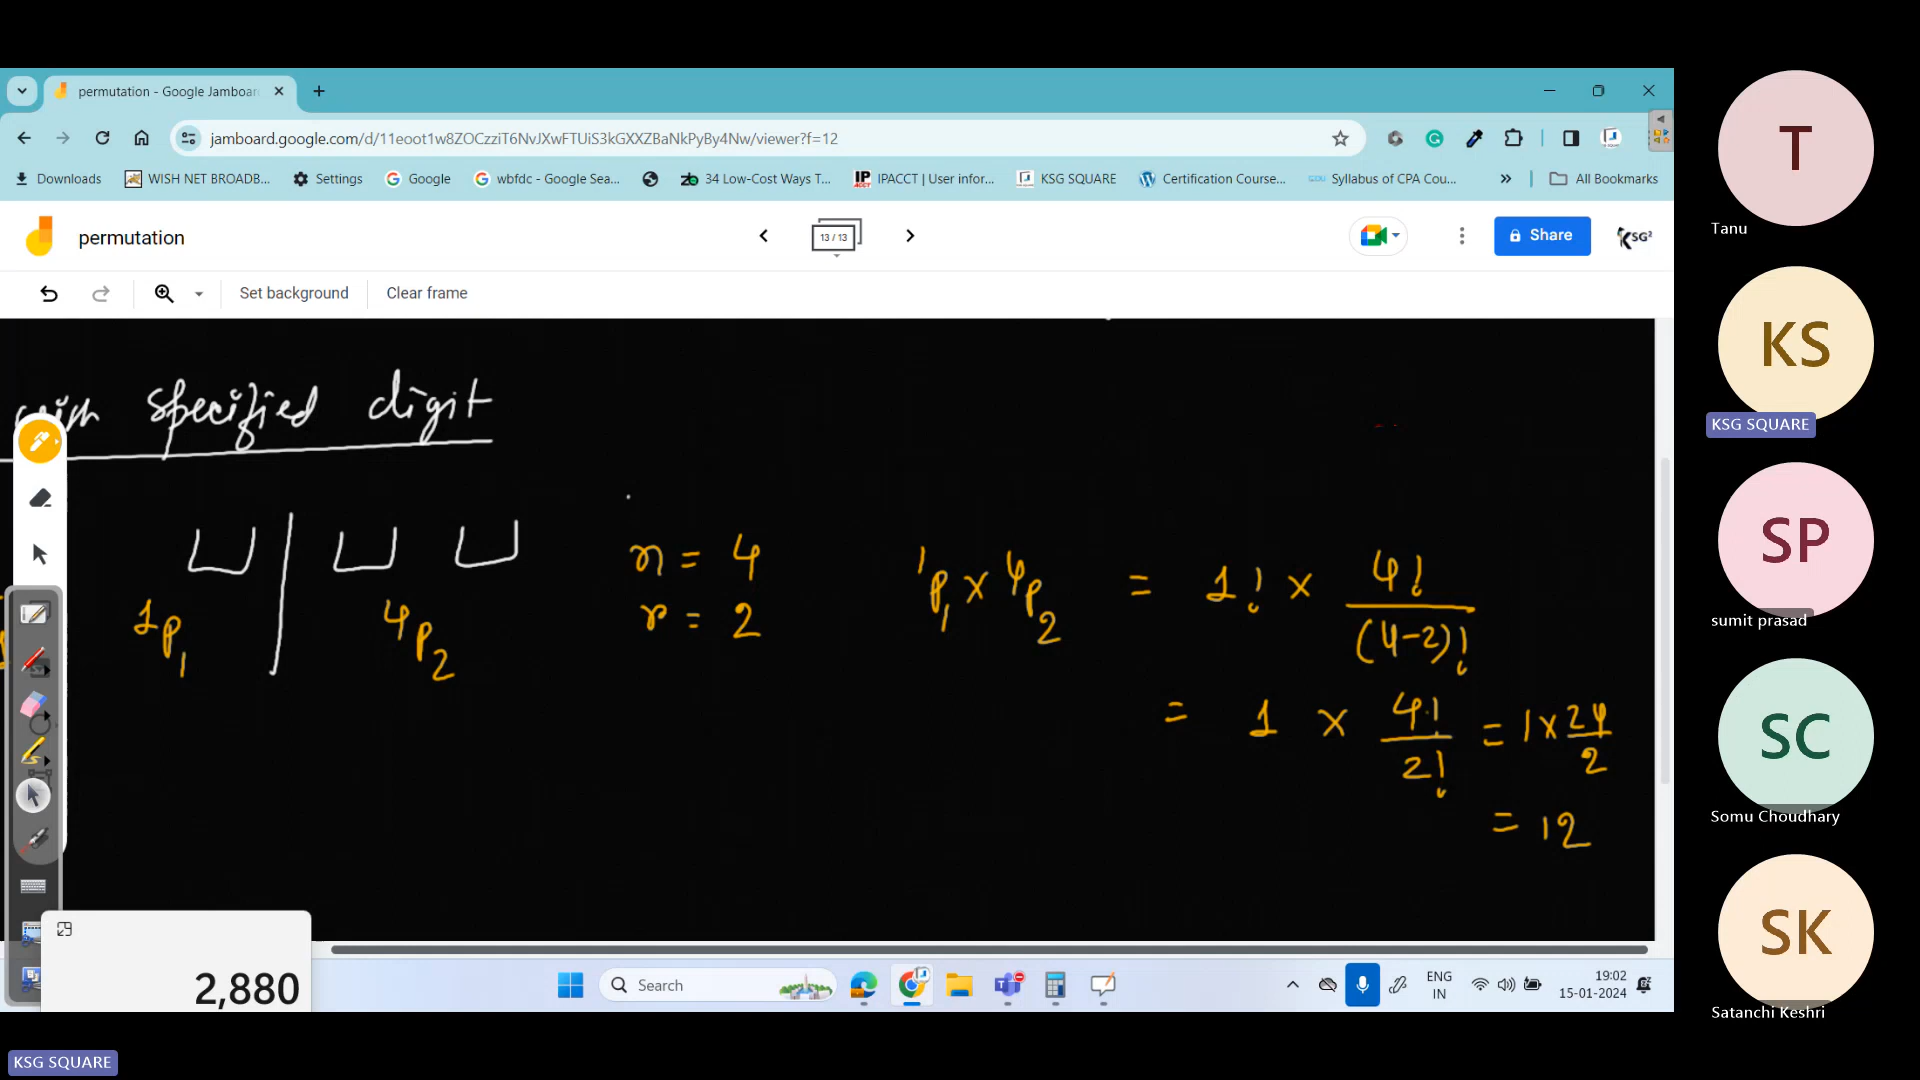 permutation - Google Jamboar
jamboard.google.com/d/11eoot1w8ZOCzziT6NvJXwFTUiS3kGXXZBaNkPyBy4Nw/viewer?f=12
Downloads WISH NET BROADB... Settings Google wbfdc - Google Sea... 34 Low-Cost Ways T... IPACCT | User infor... KSG SQUARE Certification Course... Syllabus of CPA Cou... » All Bookmarks
permutation
13 / 13
Share
KSG²
Set background Clear frame
specified digit
n = 4
r = 2
1P1 4P2
1P1 × 4P2 = 1! × 4!/(4-2)!
= 1 × 4!/2! = 1 × 24/2
= 12
2,880
Search
ENG
IN
19:02
15-01-2024
T
Tanu
KS
KSG SQUARE
SP
sumit prasad
SC
Somu Choudhary
SK
Satanchi Keshri
KSG SQUARE